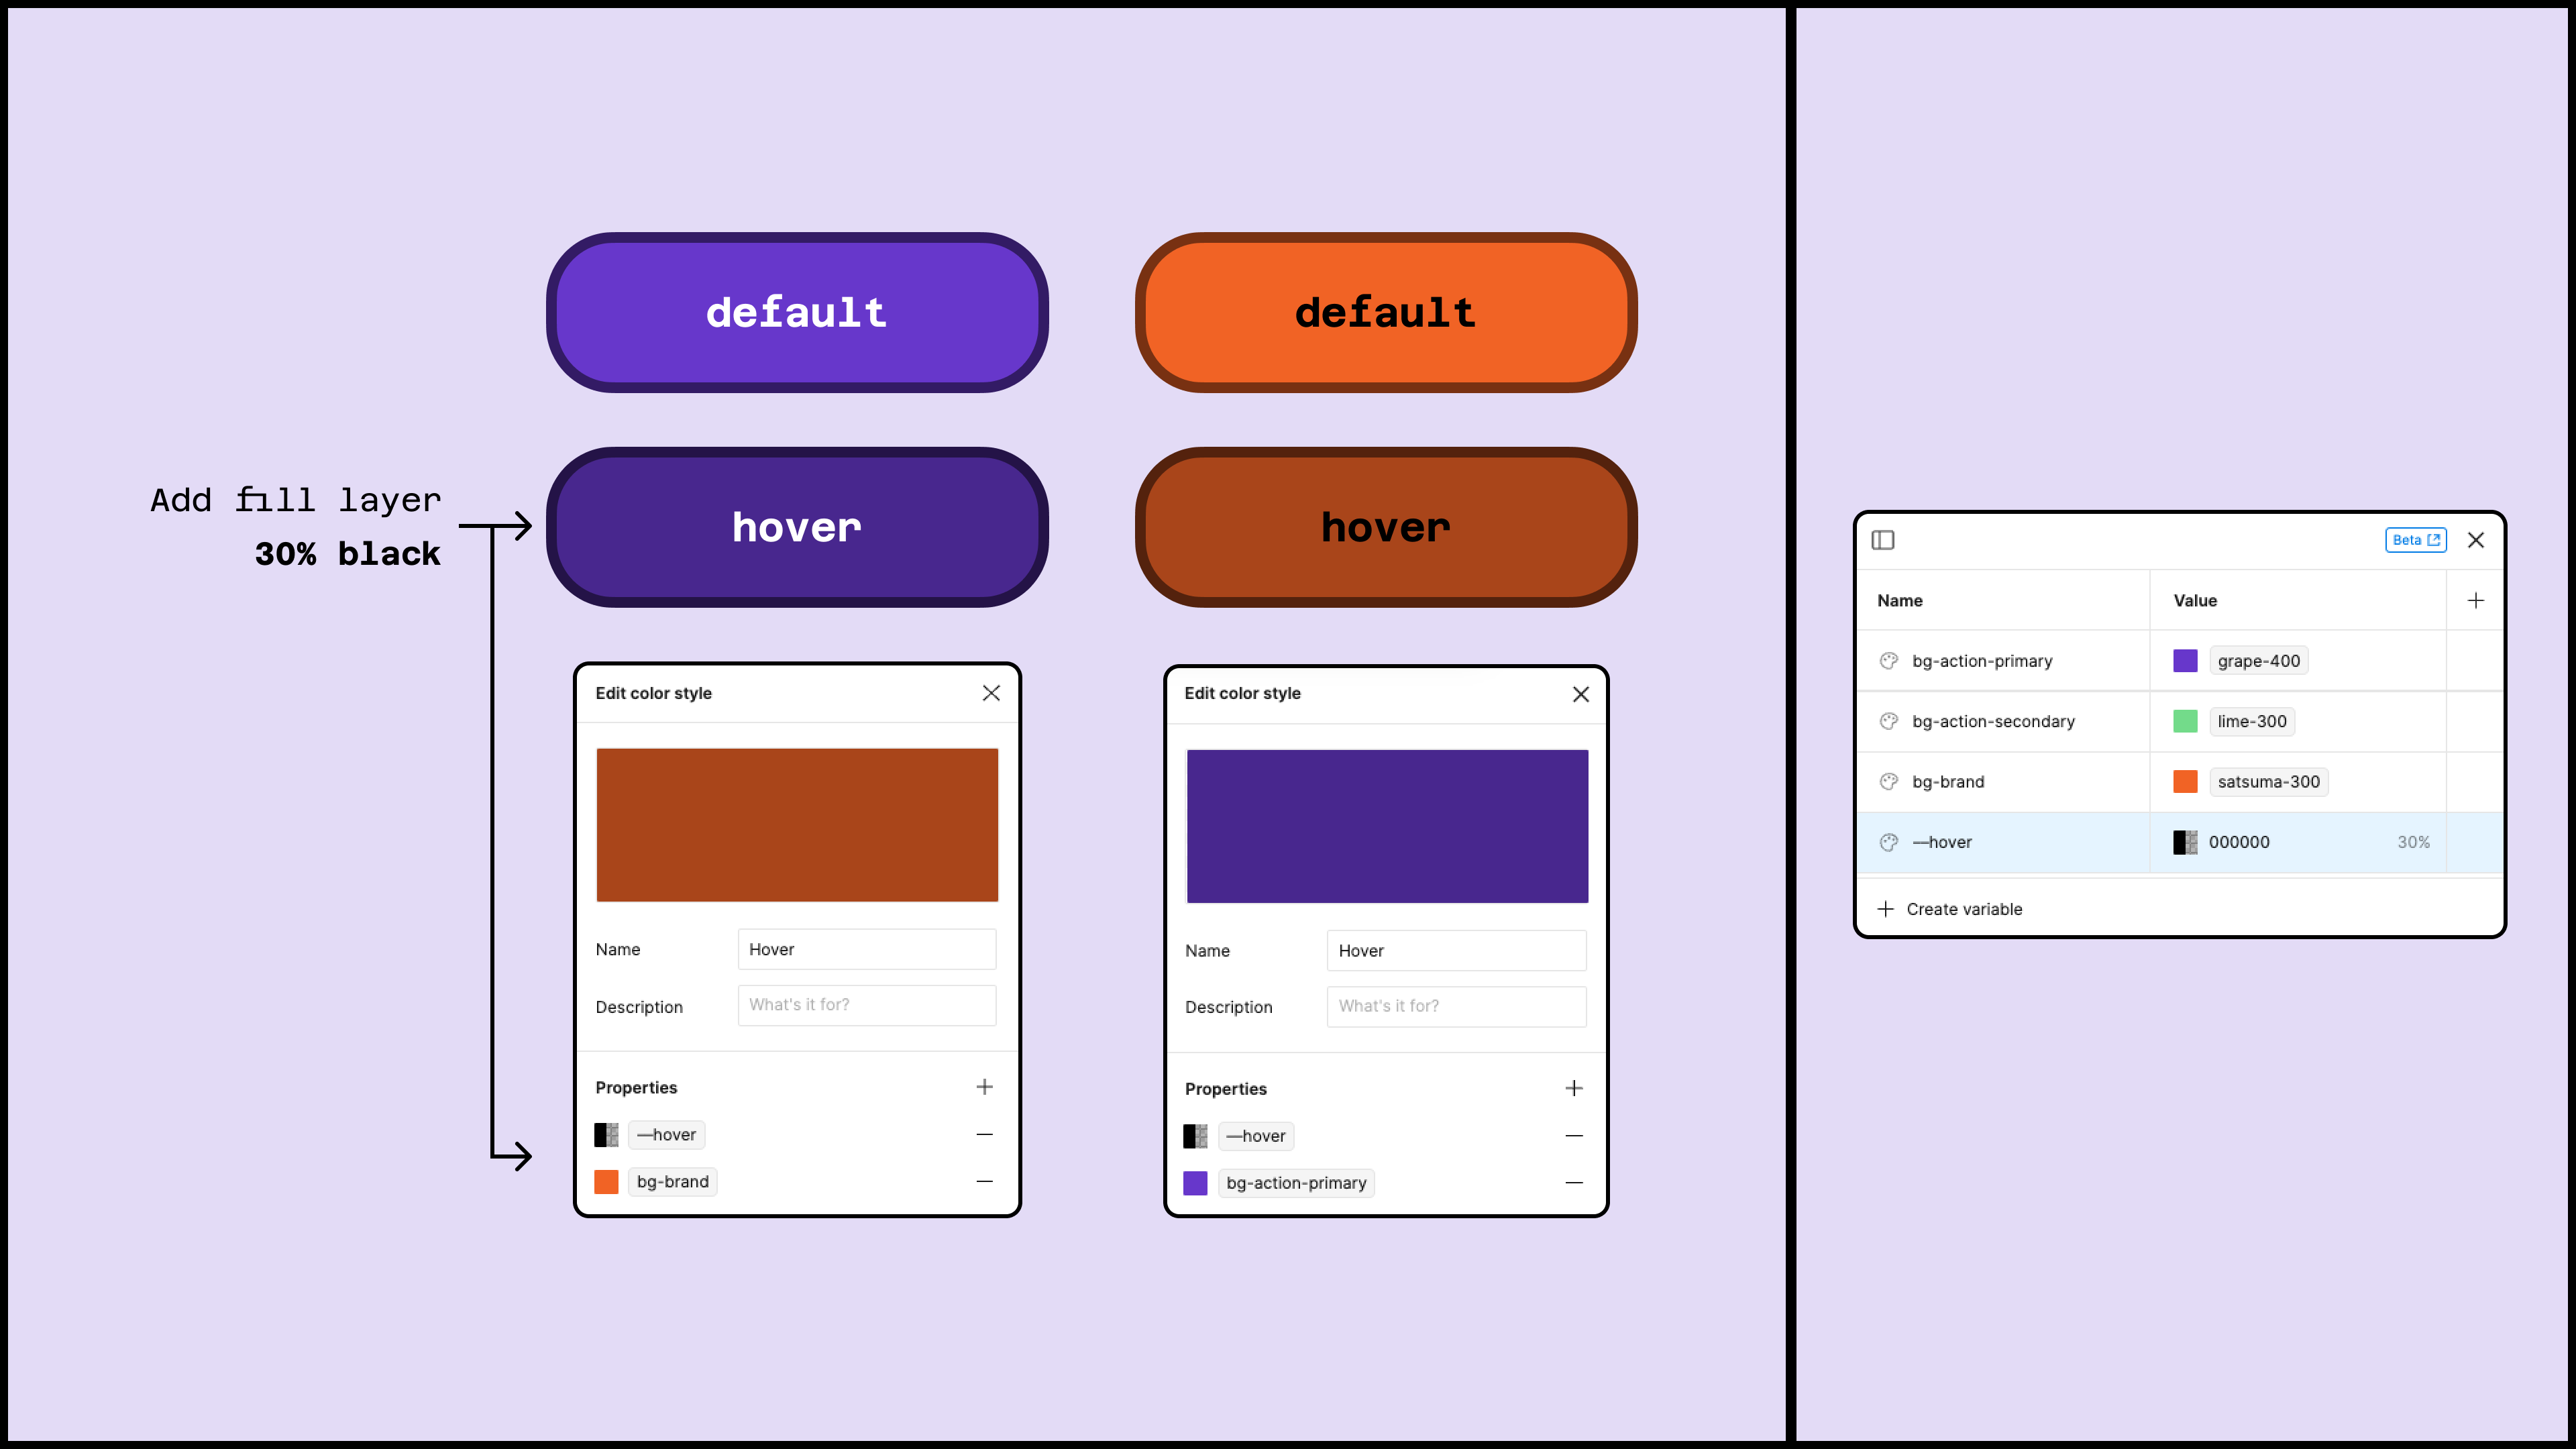 default
default
Add fill layer
30% black
hover
hover
Edit color style
Name
Hover
Description
What's it for?
Properties
—hover
bg-brand
Edit color style
Name
Hover
Description
What's it for?
Properties
—hover
bg-action-primary
Beta
Name Value
bg-action-primary grape-400
bg-action-secondary lime-300
bg-brand satsuma-300
—hover 000000 30%
Create variable